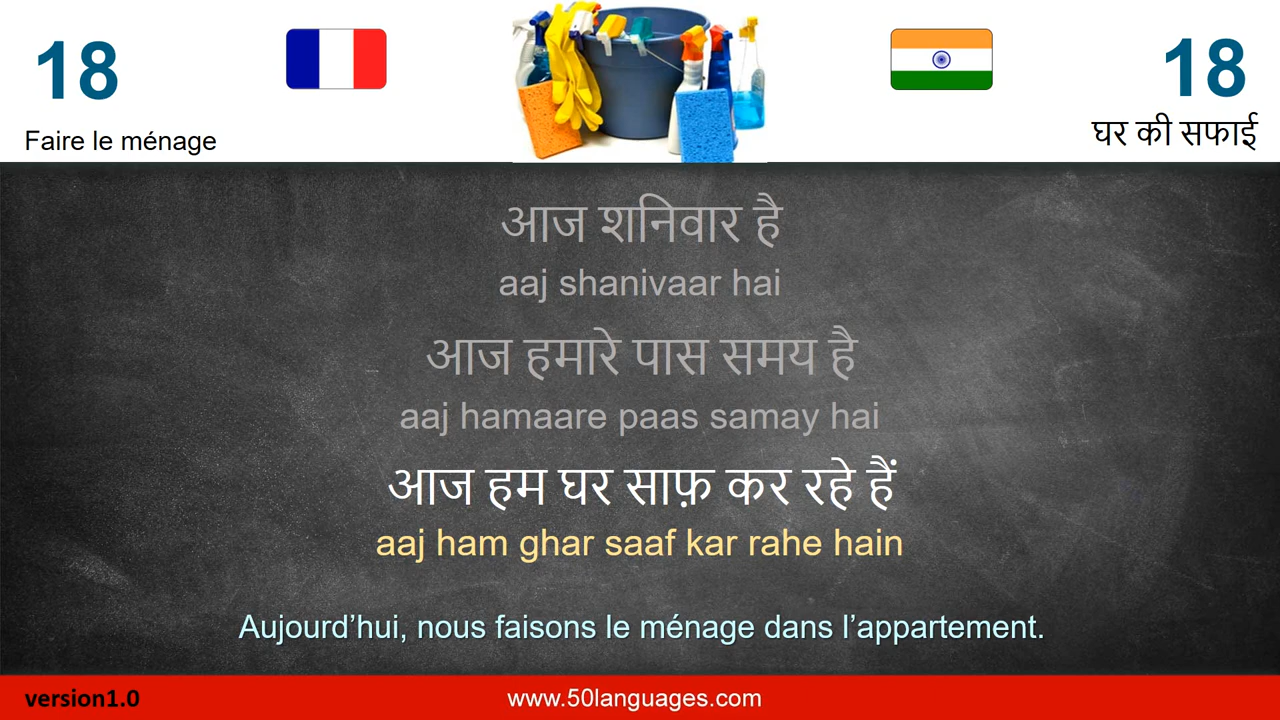 18
18
Faire le ménage
घर की सफाई
आज शनिवार है
aaj shanivaar hai
आज हमारे पास समय है
aaj hamaare paas samay hai
आज हम घर साफ़ कर रहे हैं
aaj ham ghar saaf kar rahe hain
Aujourd’hui, nous faisons le ménage dans l’appartement.
version1.0
www.50languages.com